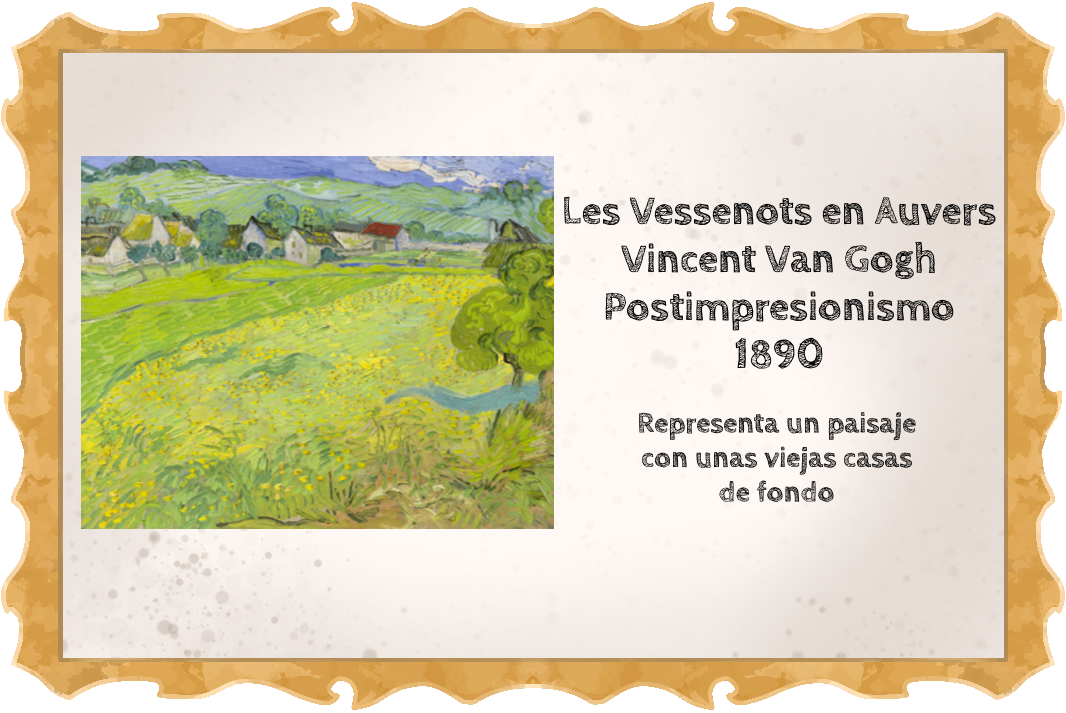 Les Vessenots en Auvers
Vincent Van Gogh
Postimpresionismo
1890
Representa un paisaje
con unas viejas casas
de fondo